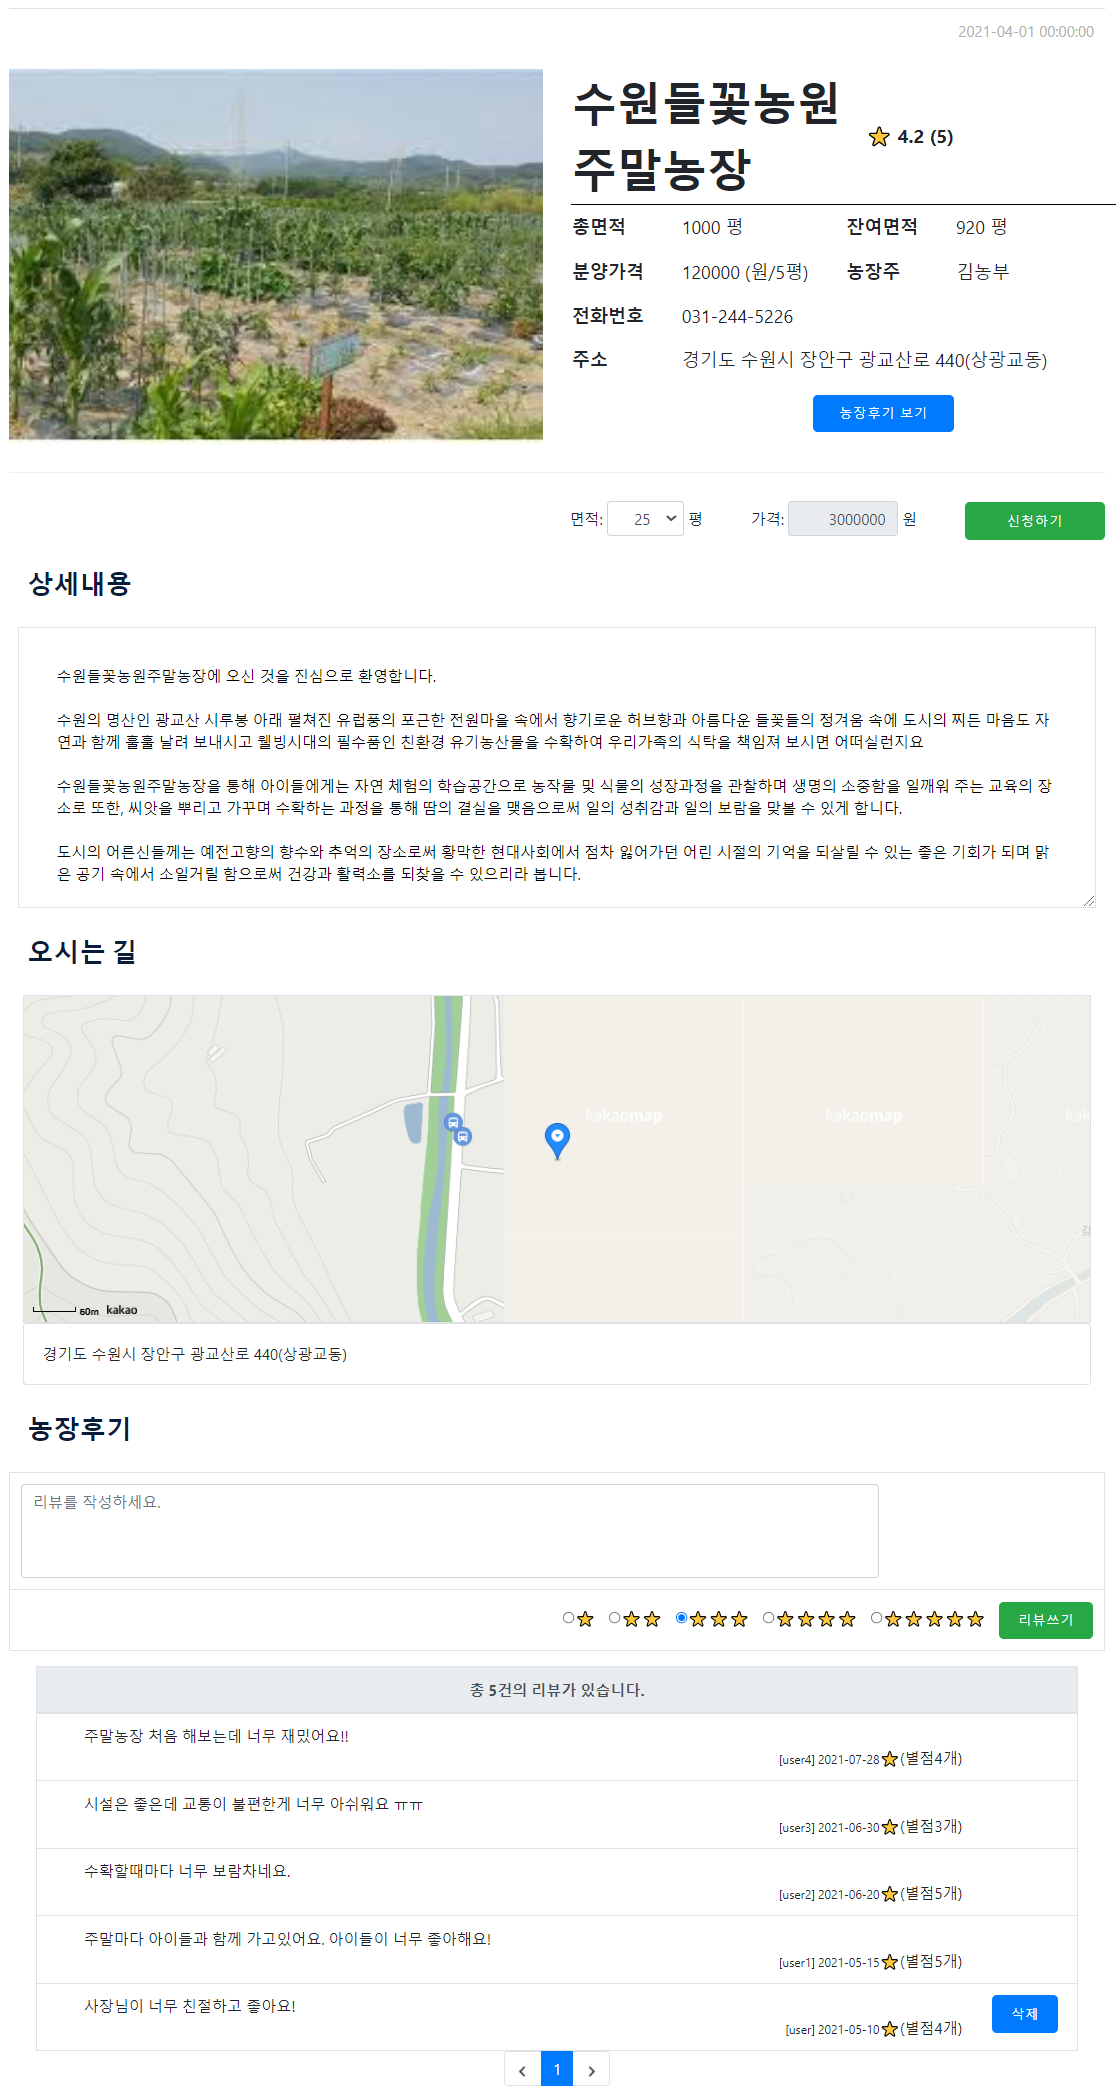 2021-04-01 00:00:00
수원들꽃농원
주말농장
4.2 (5)
총면적 1000 평 잔여면적 920 평
분양가격 120000 (원/5평) 농장주 김농부
전화번호 031-244-5226
주소 경기도 수원시 장안구 광교산로 440(상광교동)
농장후기 보기
면적: 25 평 가격: 3000000 원 신청하기
상세내용
수원들꽃농원주말농장에 오신 것을 진심으로 환영합니다.
수원의 명산인 광교산 시루봉 아래 펼쳐진 유럽풍의 포근한 전원마을 속에서 향기로운 허브향과 아름다운 들꽃들의 정겨움 속에 도시의 찌든 마음도 자
연과 함께 훌훌 날려 보내시고 웰빙시대의 필수품인 친환경 유기농산물을 수확하여 우리가족의 식탁을 책임져 보시면 어떠실런지요
수원들꽃농원주말농장을 통해 아이들에게는 자연 체험의 학습공간으로 농작물 및 식물의 성장과정을 관찰하며 생명의 소중함을 일깨워 주는 교육의 장
소로 또한, 씨앗을 뿌리고 가꾸며 수확하는 과정을 통해 땀의 결실을 맺음으로써 일의 성취감과 일의 보람을 맞볼 수 있게 합니다.
도시의 어른신들께는 예전고향의 향수와 추억의 장소로써 황막한 현대사회에서 점차 잃어가던 어린 시절의 기억을 되살릴 수 있는 좋은 기회가 되며 맑
은 공기 속에서 소일거릴 함으로써 건강과 활력소를 되찾을 수 있으리라 봅니다.
오시는 길
kakaomap kakaomap kak
김
60m kakao
경기도 수원시 장안구 광교산로 440(상광교동)
농장후기
리뷰를 작성하세요.
리뷰쓰기
총 5건의 리뷰가 있습니다.
주말농장 처음 해보는데 너무 재밌어요!!
[user4] 2021-07-28 (별점4개)
시설은 좋은데 교통이 불편한게 너무 아쉬워요 ㅠㅠ
[user3] 2021-06-30 (별점3개)
수확할때마다 너무 보람차네요.
[user2] 2021-06-20 (별점5개)
주말마다 아이들과 함께 가고있어요. 아이들이 너무 좋아해요!
[user1] 2021-05-15 (별점5개)
사장님이 너무 친절하고 좋아요!
[user] 2021-05-10 (별점4개) 삭제
‹ 1 ›